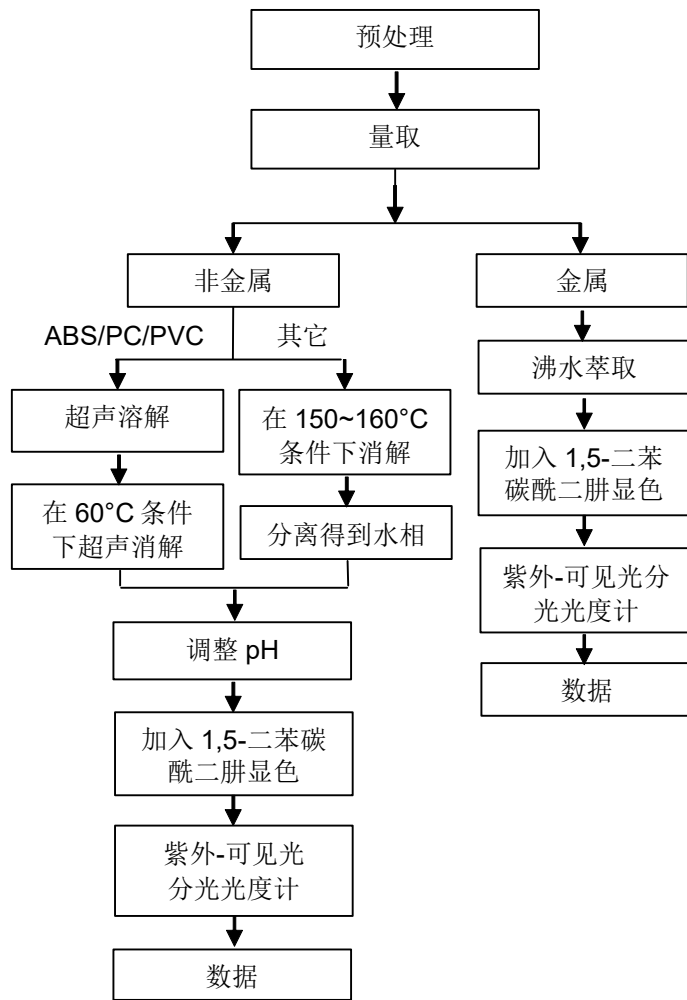 预处理
量取
非金属
金属
ABS/PC/PVC
其它
超声溶解
在 150~160°C
条件下消解
在 60°C 条件
下超声消解
分离得到水相
调整 pH
加入 1,5-二苯碳
酰二肼显色
紫外-可见光
分光光度计
数据
沸水萃取
加入 1,5-二苯
碳酰二肼显色
紫外-可见光分
光光度计
数据